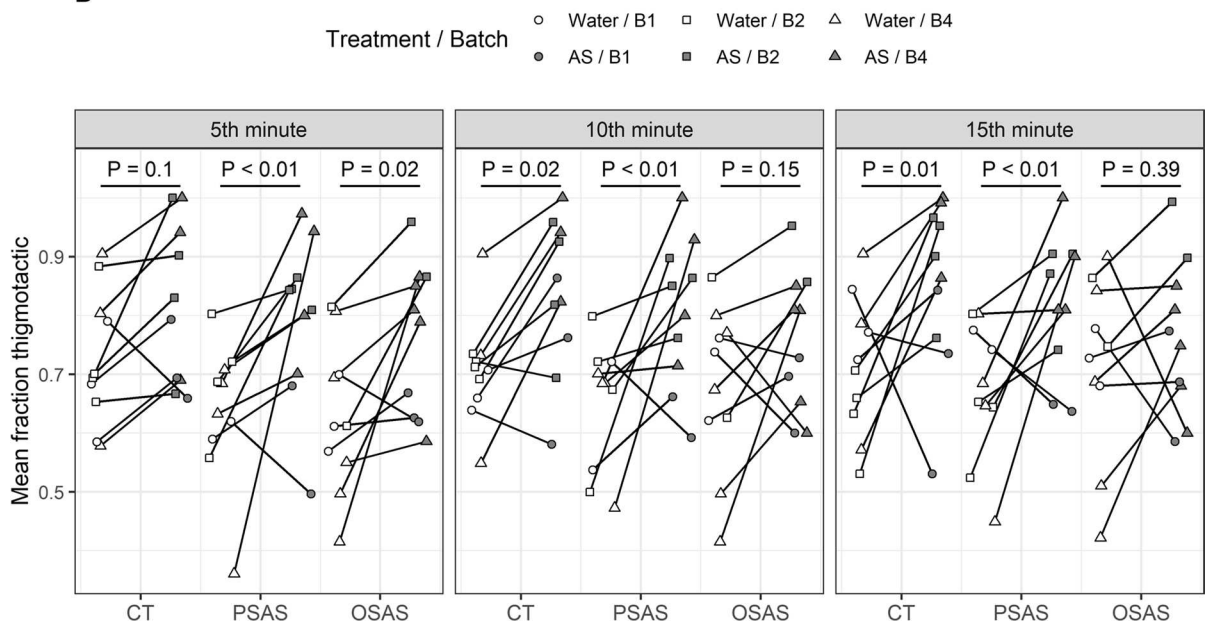 Water / B1 Water / B2 Water / B4
Treatment / Batch
AS / B1 AS / B2 AS / B4
5th minute 10th minute 15th minute
P = 0.1 P < 0.01 P = 0.02 P = 0.02 P < 0.01 P = 0.15 P = 0.01 P < 0.01 P = 0.39
Mean fraction thigmotactic
0.9
0.7
0.5
CT PSAS OSAS CT PSAS OSAS CT PSAS OSAS